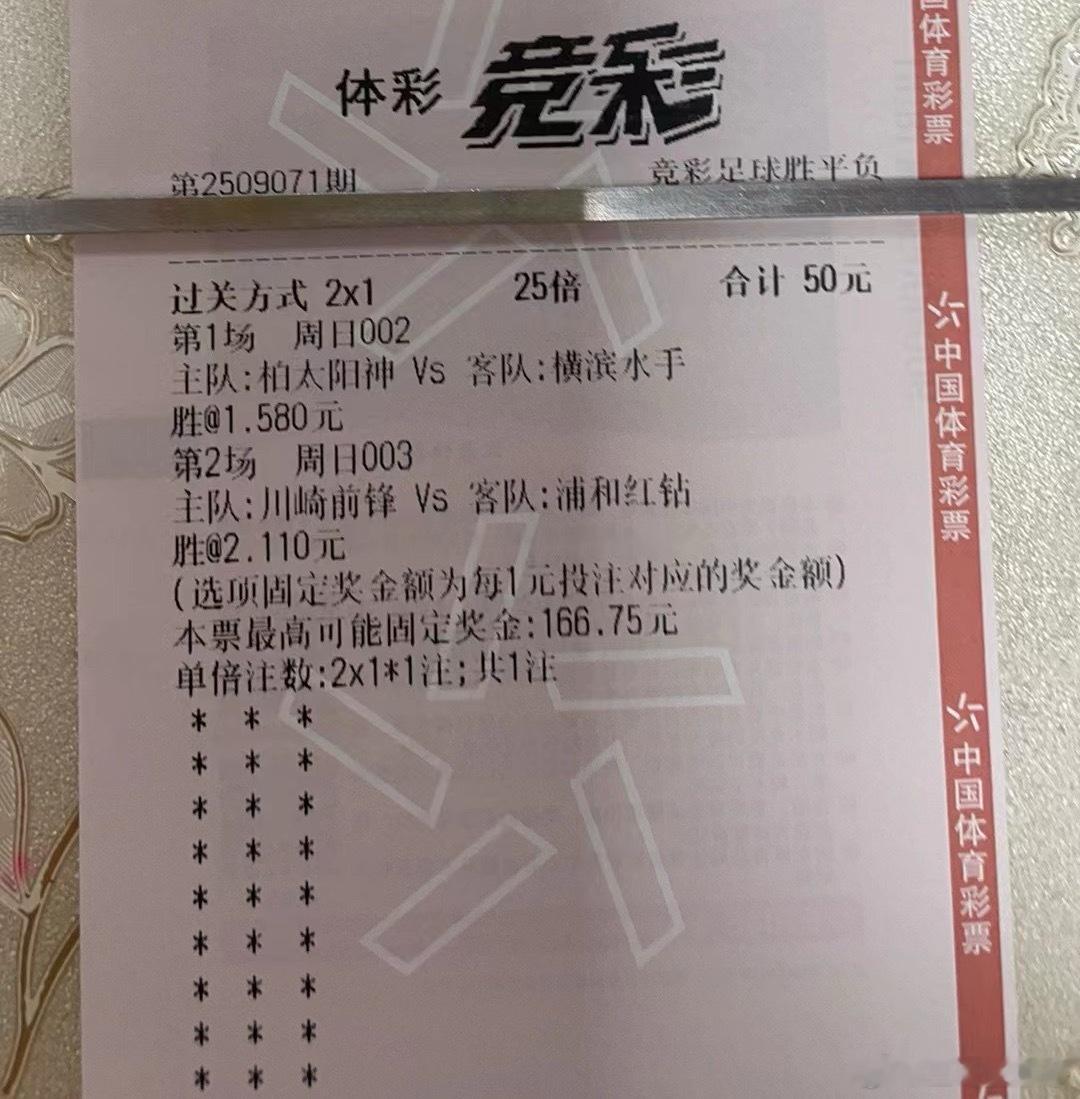 体彩 竞彩
第2509071期 竞彩足球胜平负
过关方式 2x1 25倍 合计 50元
第1场 周日002
主队:柏太阳神 Vs 客队:横滨水手
胜@1.580元
第2场 周日003
主队:川崎前锋 Vs 客队:浦和红钻
胜@2.110元
(选项固定奖金额为每1元投注对应的奖金额)
本票最高可能固定奖金:166.75元
单倍注数:2x1*1注;共1注
* * *
* * *
* * *
* * *
* * *
* * *
* * *
* * *
* * *
国体育彩票
中国体育彩票
中国体育彩票